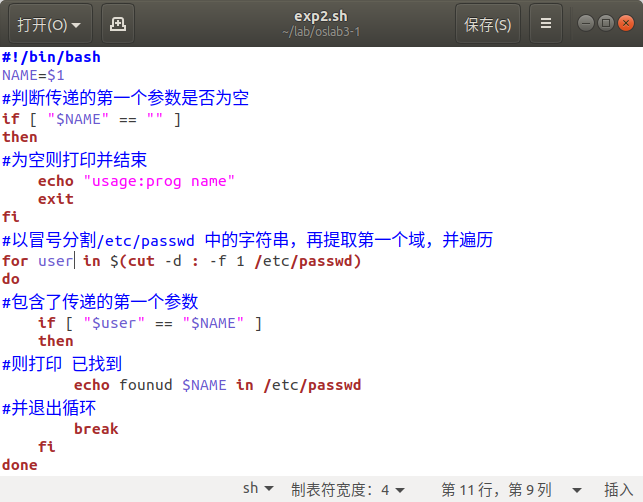 打开(O)
exp2.sh
~/lab/oslab3-1
保存(S)
#!/bin/bash
NAME=$1
#判断传递的第一个参数是否为空
if [ "$NAME" == "" ]
then
#为空则打印并结束
    echo "usage:prog name"
    exit
fi
#以冒号分割/etc/passwd 中的字符串，再提取第一个域，并遍历
for user in $(cut -d : -f 1 /etc/passwd)
do
#包含了传递的第一个参数
    if [ "$user" == "$NAME" ]
    then
#则打印 已找到
        echo founud $NAME in /etc/passwd
#并退出循环
        break
    fi
done
sh 制表符宽度：4 第 11 行，第 9 列 插入